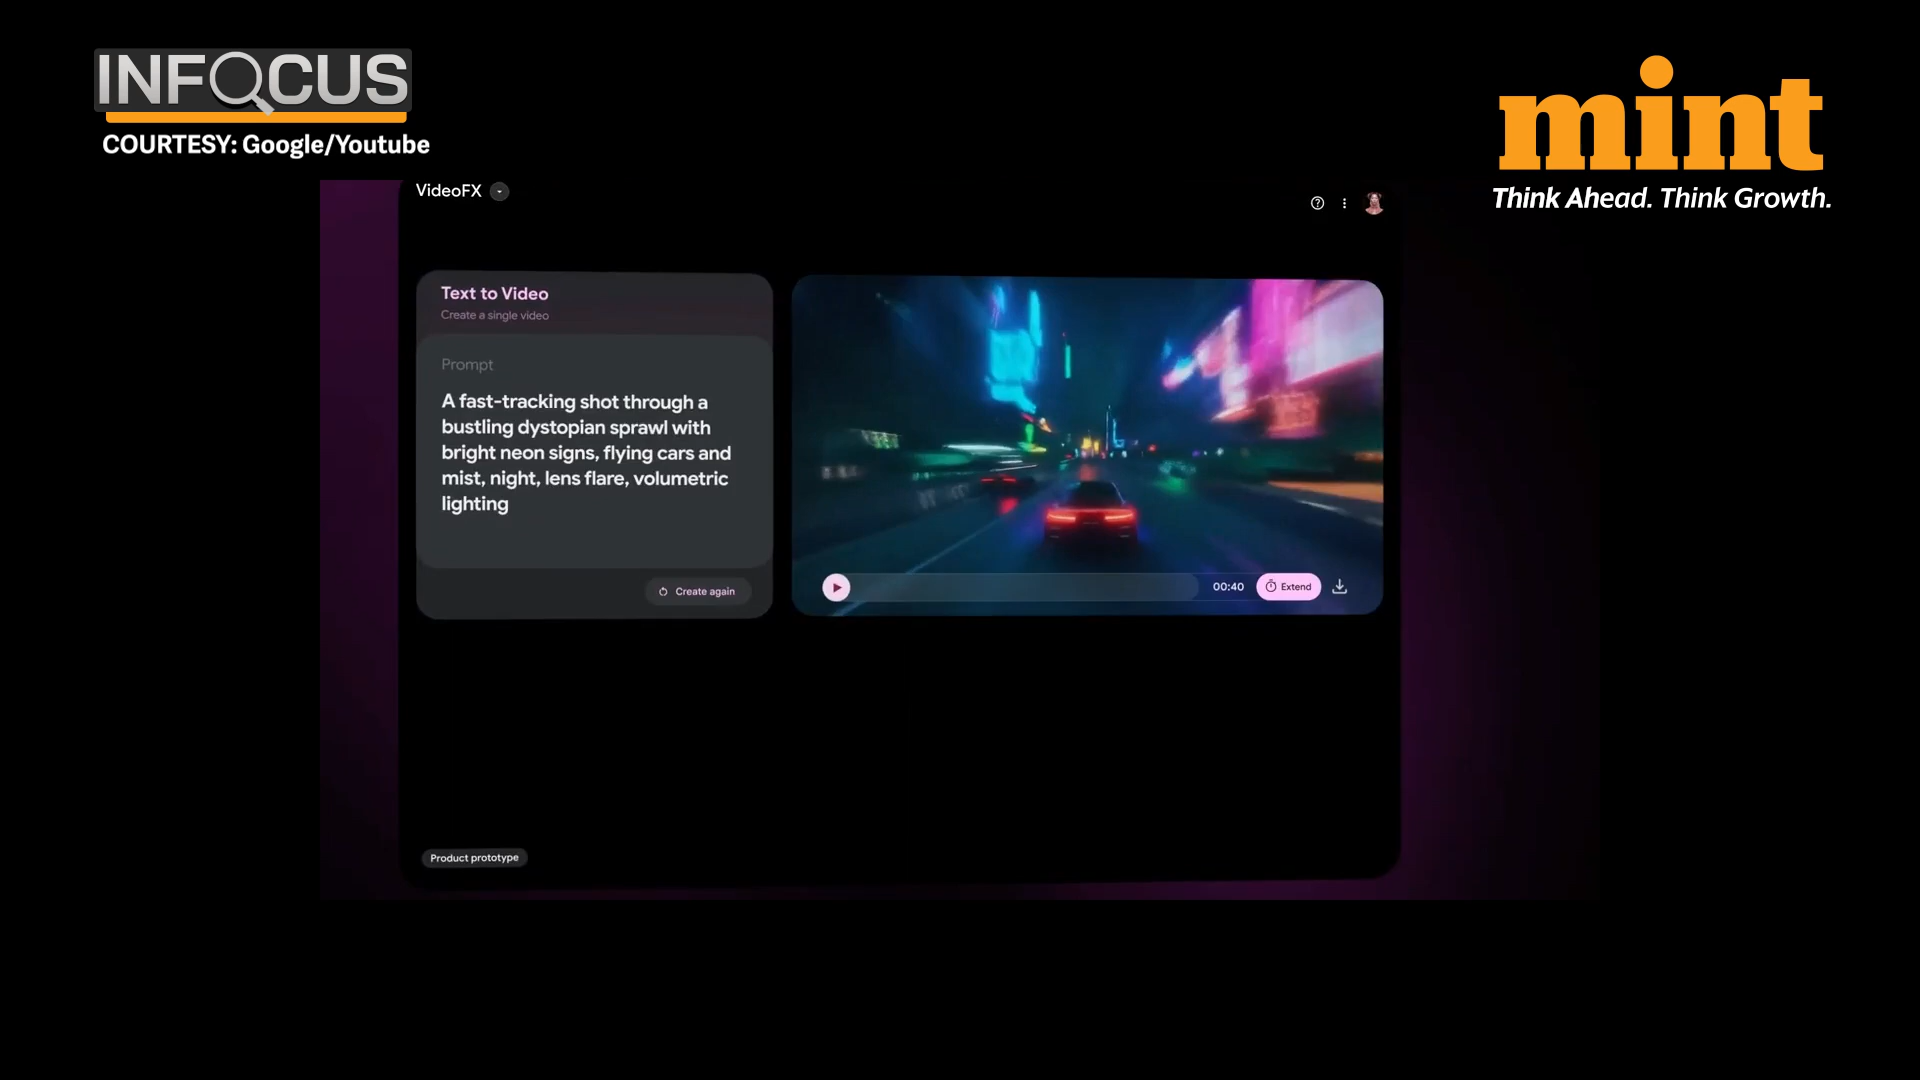 INFOCUS
COURTESY: Google/Youtube
mint
Think Ahead. Think Growth.
VideoFX
Text to Video
Create a single video
Prompt
A fast-tracking shot through a
bustling dystopian sprawl with
bright neon signs, flying cars and
mist, night, lens flare, volumetric
lighting
Create again
00:40
Extend
Product prototype